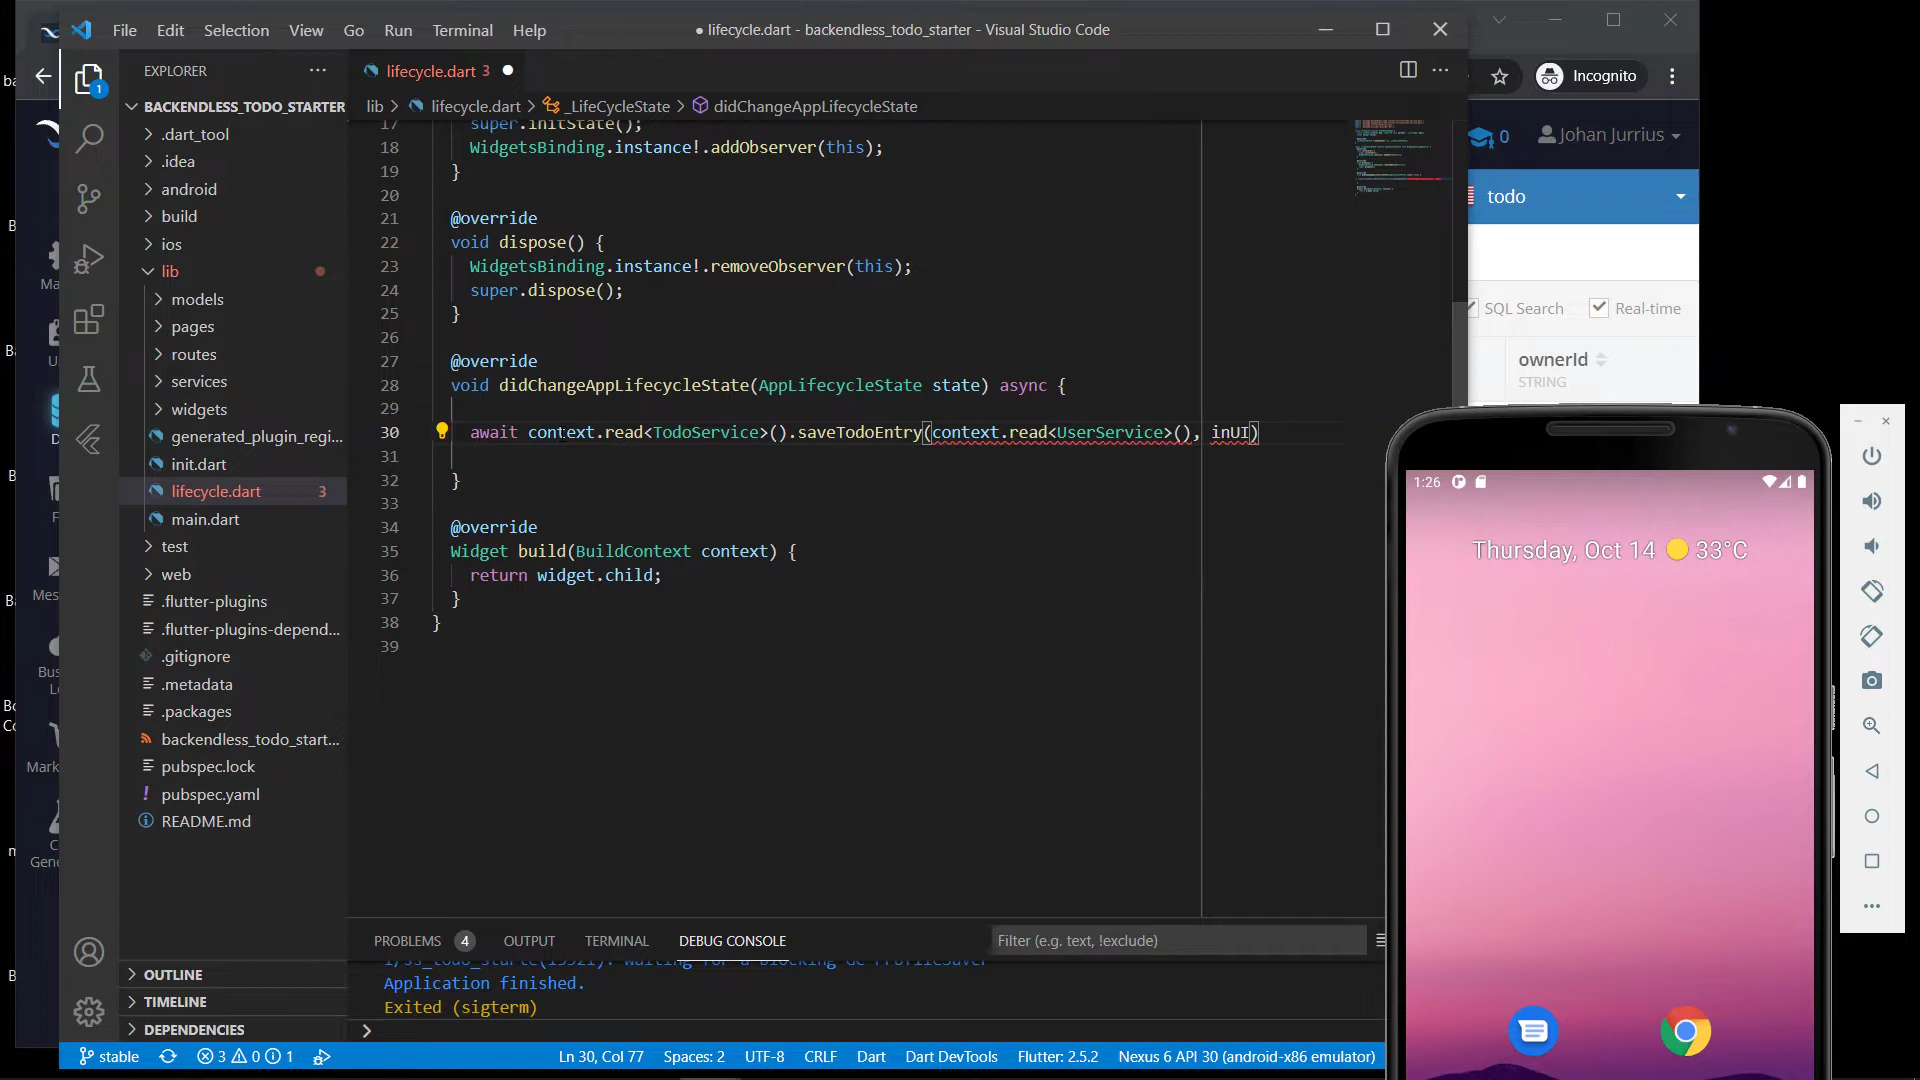 File Edit Selection View Go Run Terminal Help
● lifecycle.dart - backendless_todo_starter - Visual Studio Code
EXPLORER
lifecycle.dart 3
BACKENDLESS_TODO_STARTER
lib > lifecycle.dart > _LifeCycleState > didChangeAppLifecycleState
.dart_tool
.idea
android
build
ios
lib
models
pages
routes
services
widgets
generated_plugin_regi...
init.dart
lifecycle.dart 3
main.dart
test
web
.flutter-plugins
.flutter-plugins-depend...
.gitignore
.metadata
.packages
backendless_todo_start...
pubspec.lock
pubspec.yaml
README.md
OUTLINE
TIMELINE
DEPENDENCIES
17 super.initState();
18 WidgetsBinding.instance!.addObserver(this);
19 }
20
21 @override
22 void dispose() {
23 WidgetsBinding.instance!.removeObserver(this);
24 super.dispose();
25 }
26
27 @override
28 void didChangeAppLifecycleState(AppLifecycleState state) async {
29
30 await context.read<TodoService>().saveTodoEntry(context.read<UserService>(), inUI)
31
32 }
33
34 @override
35 Widget build(BuildContext context) {
36 return widget.child;
37 }
38 }
39
PROBLEMS 4 OUTPUT TERMINAL DEBUG CONSOLE Filter (e.g. text, !exclude)
Application finished.
Exited (sigterm)
stable 3 0 1 Ln 30, Col 77 Spaces: 2 UTF-8 CRLF Dart Dart DevTools Flutter: 2.5.2 Nexus 6 API 30 (android-x86 emulator)
Incognito
0 Johan Jurrius
todo
SQL Search Real-time
ownerId
STRING
1:26
Thursday, Oct 14 33°C